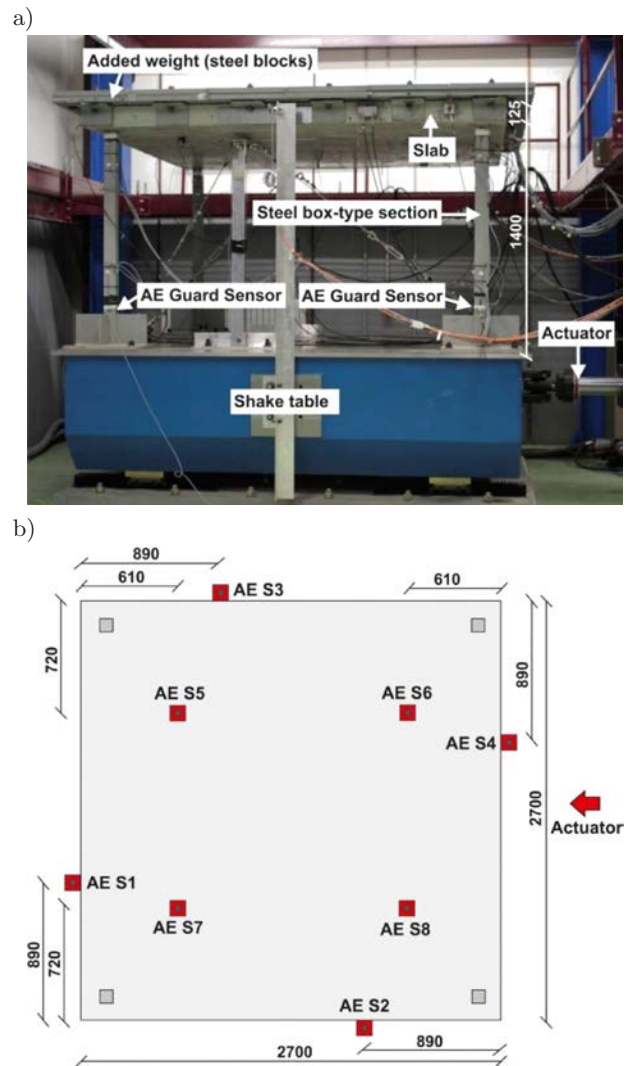 a)
Added weight (steel blocks)
125
Slab
Steel box-type section
1400
AE Guard Sensor
AE Guard Sensor
Actuator
Shake table
b)
890
610
610
AE S3
720
890
AE S5
AE S6
AE S4
2700
Actuator
AE S1
AE S7
AE S8
890
720
AE S2
890
2700